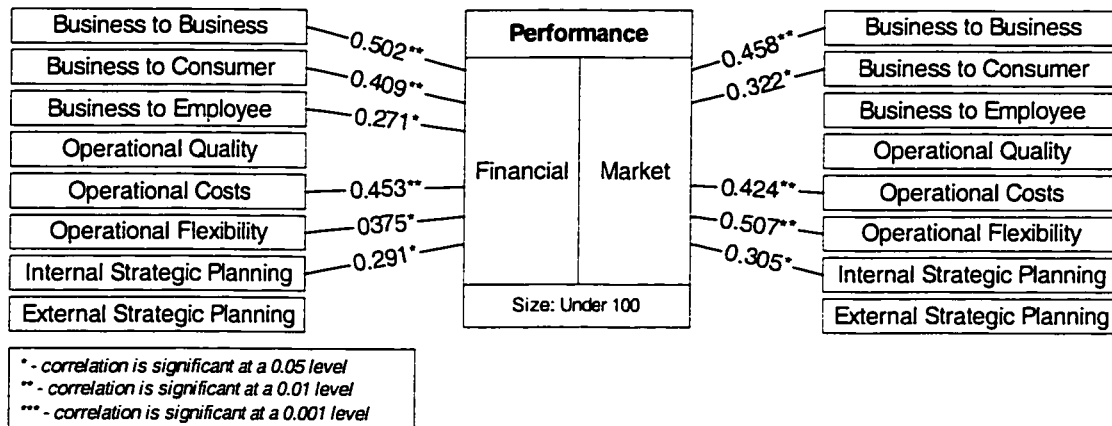 Business to Business
Business to Consumer
Business to Employee
Operational Quality
Operational Costs
Operational Flexibility
Internal Strategic Planning
External Strategic Planning
0.502**
0.409**
0.271*
0.453**
0375*
0.291*
Performance
Financial
Market
Size: Under 100
0.458**
0.322*
0.424**
0.507**
0.305*
Business to Business
Business to Consumer
Business to Employee
Operational Quality
Operational Costs
Operational Flexibility
Internal Strategic Planning
External Strategic Planning
* - correlation is significant at a 0.05 level
** - correlation is significant at a 0.01 level
*** - correlation is significant at a 0.001 level